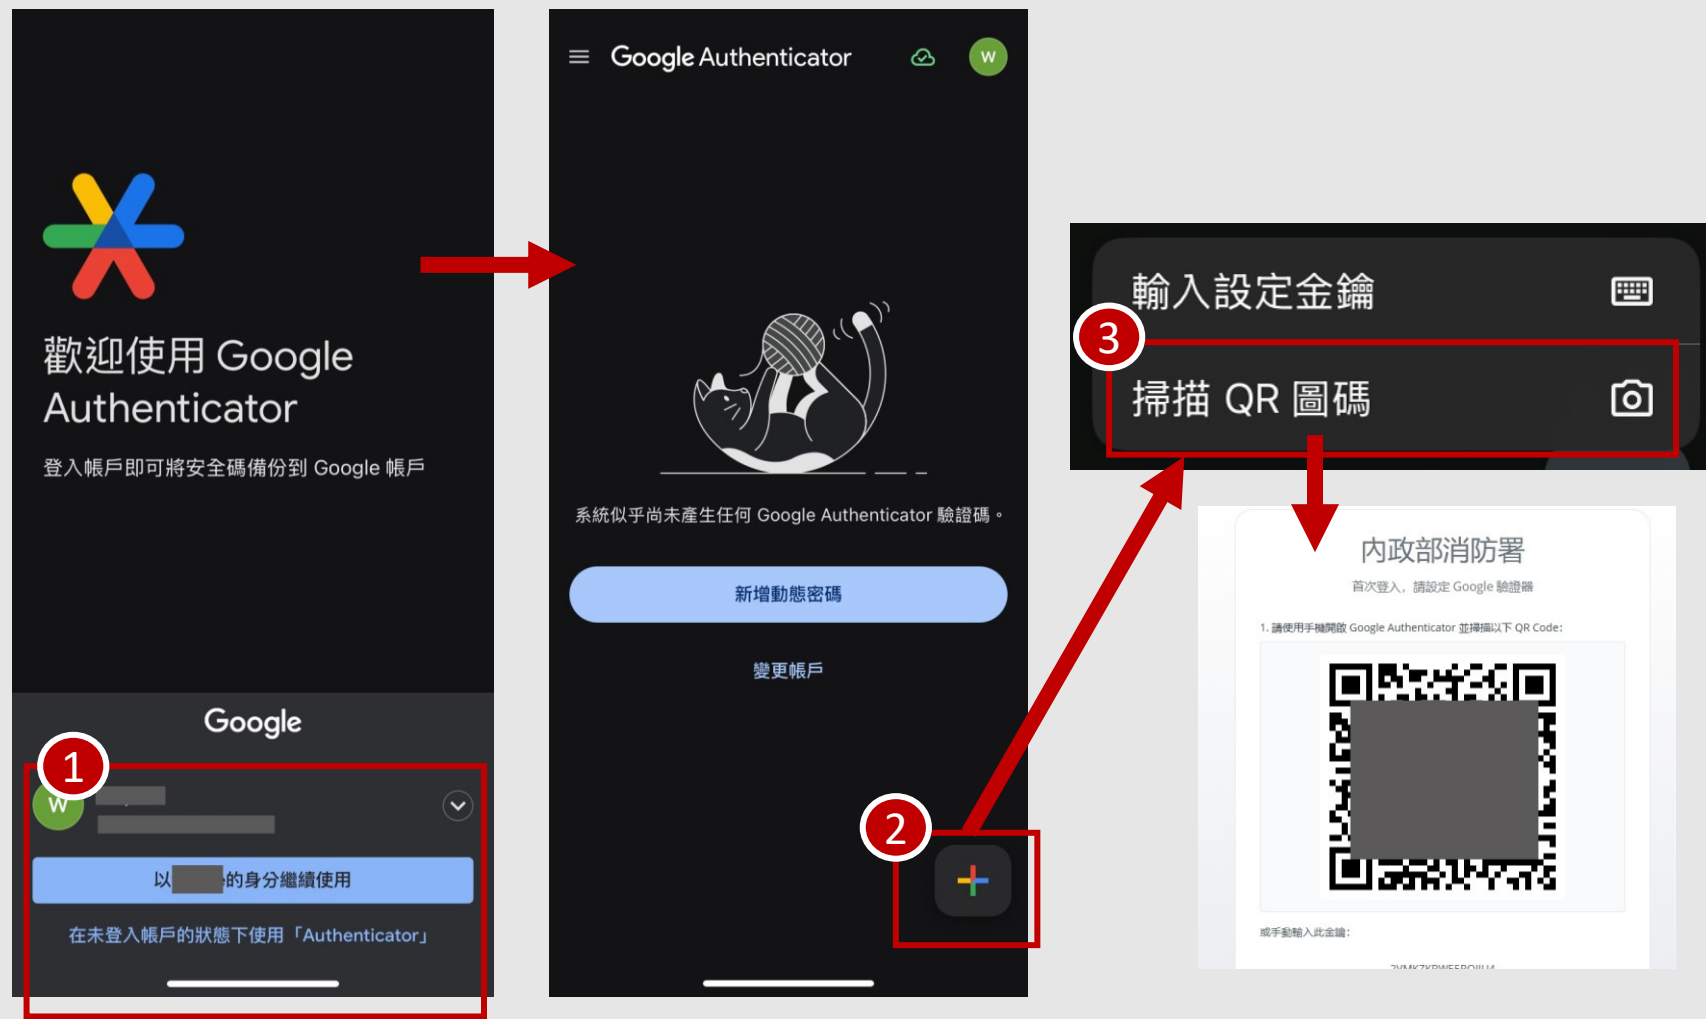 歡迎使用 Google
Authenticator
登入帳戶即可將安全碼備份到 Google 帳戶
Google
1
W
以 的身分繼續使用
在未登入帳戶的狀態下使用「Authenticator」
Google Authenticator
W
系統似乎尚未產生任何 Google Authenticator 驗證碼。
新增動態密碼
變更帳戶
2
輸入設定金鑰
3
掃描 QR 圖碼
內政部消防署
首次登入，請設定 Google 驗證器
1. 請使用手機開啟 Google Authenticator 並掃描以下 QR Code：
或手動輸入此金鑰：